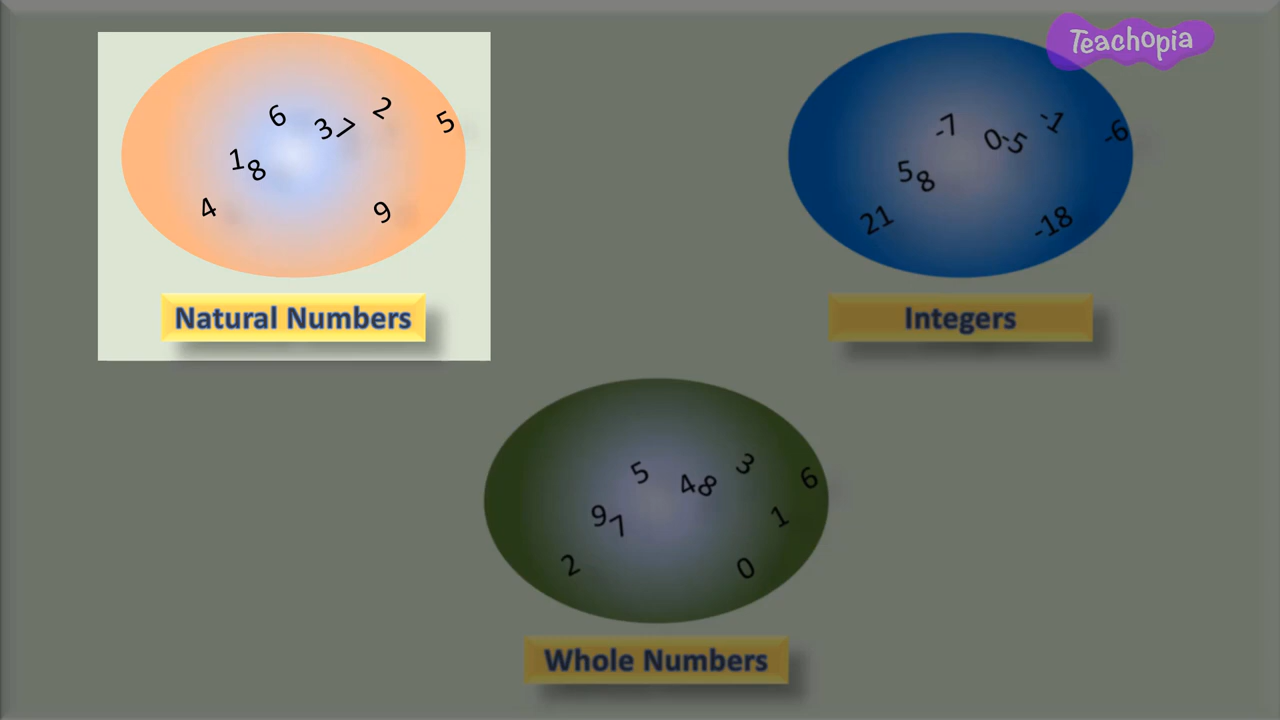 Teachopia
6 3 7 2 5
1 8
4 9
Natural Numbers
-7 0 -5 -1 -6
5 8
21 -18
Integers
5 4 8 3 6
9 7 1
2 0
Whole Numbers